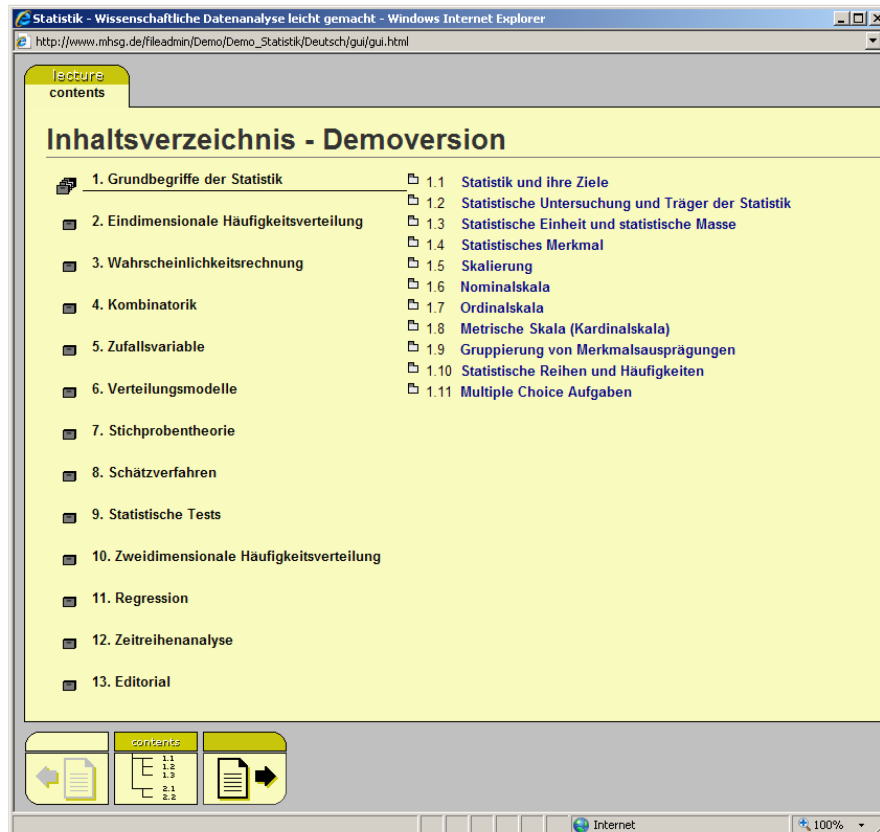 Statistik - Wissenschaftliche Datenanalyse leicht gemacht - Windows Internet Explorer
http://www.mhsg.de/fileadmin/Demo/Demo_Statistik/Deutsch/gui/gui.html
lecture
contents
Inhaltsverzeichnis - Demoversion
1. Grundbegriffe der Statistik
2. Eindimensionale Häufigkeitsverteilung
3. Wahrscheinlichkeitsrechnung
4. Kombinatorik
5. Zufallsvariable
6. Verteilungsmodelle
7. Stichprobentheorie
8. Schätzverfahren
9. Statistische Tests
10. Zweidimensionale Häufigkeitsverteilung
11. Regression
12. Zeitreihenanalyse
13. Editorial
1.1 Statistik und ihre Ziele
1.2 Statistische Untersuchung und Träger der Statistik
1.3 Statistische Einheit und statistische Masse
1.4 Statistisches Merkmal
1.5 Skalierung
1.6 Nominalskala
1.7 Ordinalskala
1.8 Metrische Skala (Kardinalskala)
1.9 Gruppierung von Merkmalsausprägungen
1.10 Statistische Reihen und Häufigkeiten
1.11 Multiple Choice Aufgaben
contents
1.1
1.2
1.3
2.1
2.2
Internet
100%